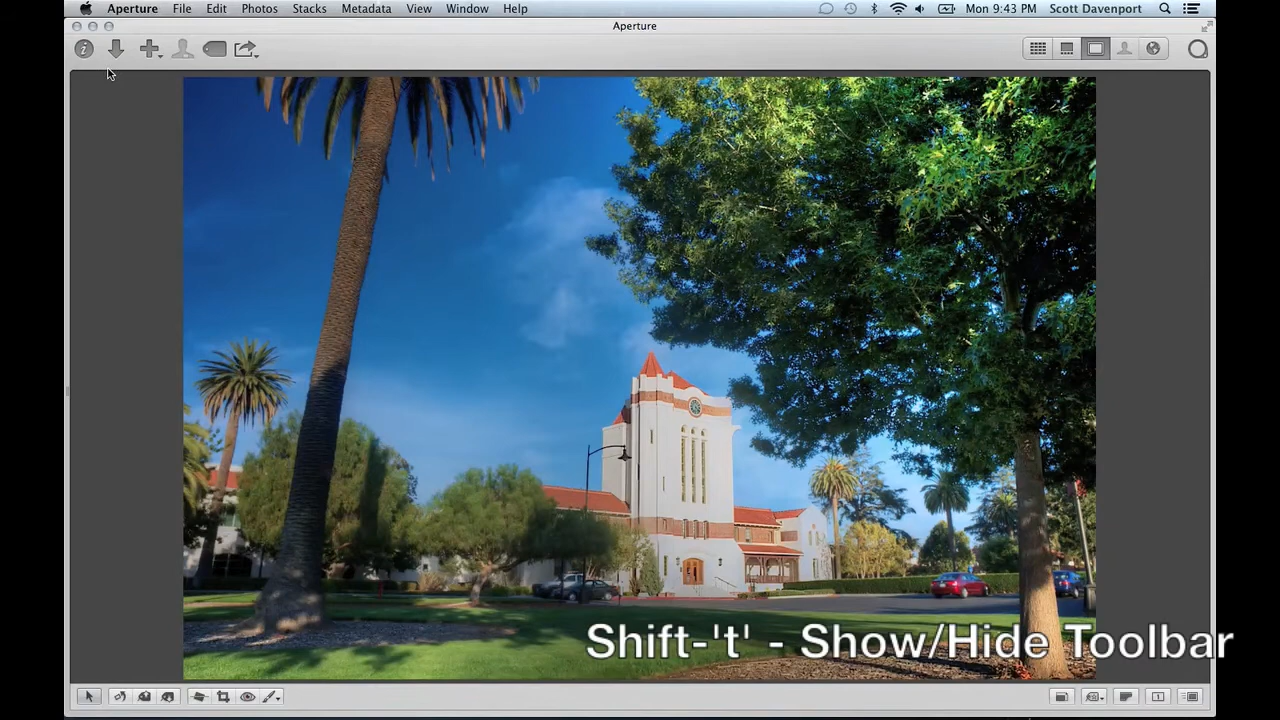 Aperture File Edit Photos Stacks Metadata View Window Help Mon 9:43 PM Scott Davenport
Aperture
Shift-'t' - Show/Hide Toolbar